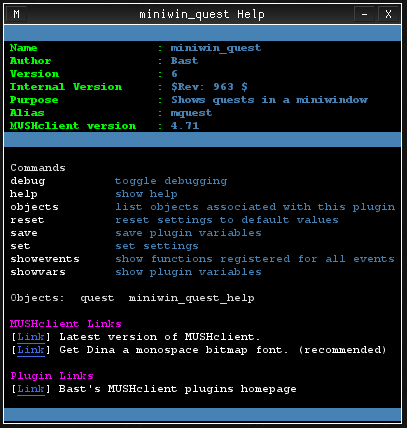 M miniwin_quest Help - X
Name : miniwin_quest
Author : Bast
Version : 6
Internal Version : $Rev: 963 $
Purpose : Shows quests in a miniwindow
Alias : mquest
MUSHclient version : 4.71
Commands
debug toggle debugging
help show help
objects list objects associated with this plugin
reset reset settings to default values
save save plugin variables
set set settings
showevents show functions registered for all events
showvars show plugin variables
Objects: quest miniwin_quest_help
MUSHclient Links
[Link] Latest version of MUSHclient.
[Link] Get Dina a monospace bitmap font. (recommended)
Plugin Links
[Link] Bast's MUSHclient plugins homepage